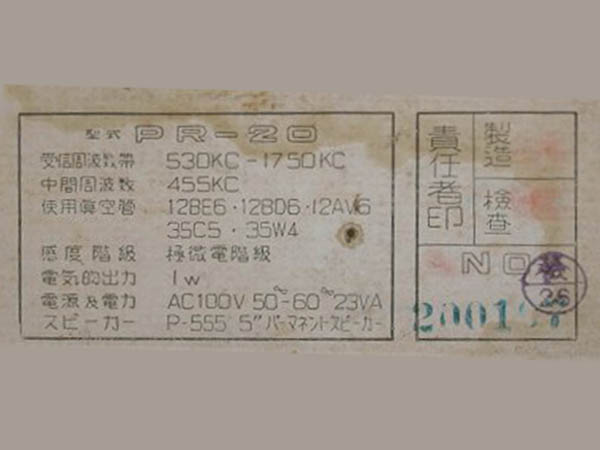 型式 PR-20
受信周波数帯 530KC-1750KC
中間周波数 455KC
使用真空管 12BE6・12BD6・12AV6
35C5・35W4
感度階級 極微電階級
電気的出力 1w
電源及電力 AC100V 50~-60~23VA
スピーカー P-555 5" パーマネントスピーカー
責任者印
製造
検査
NO
26